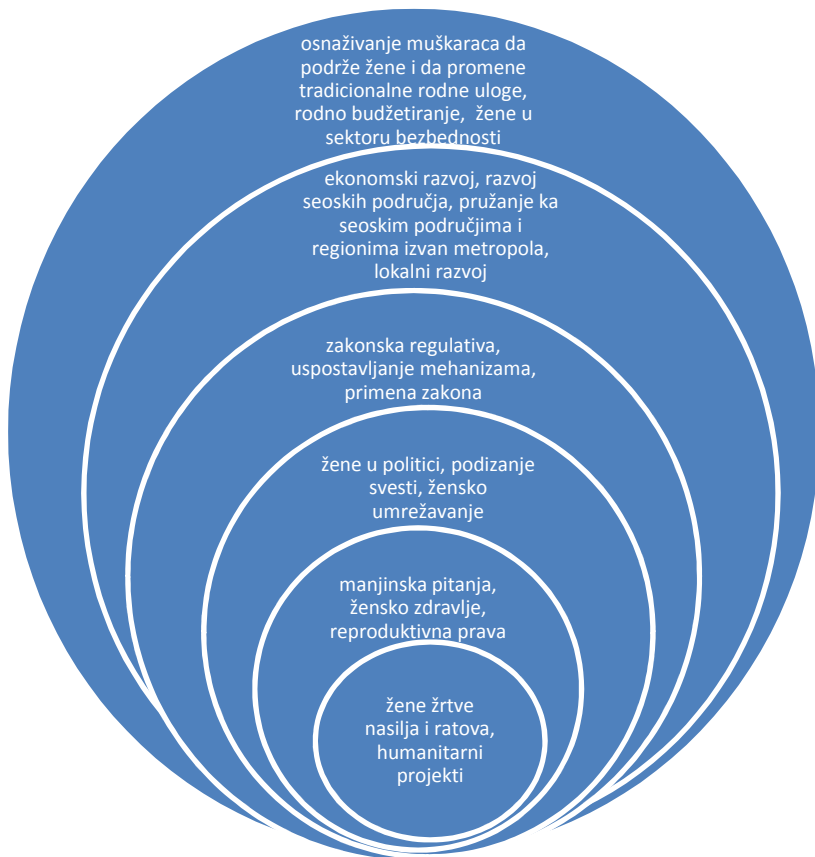 osnaživanje muškaraca da
podrže žene i da promene
tradicionalne rodne uloge,
rodno budžetiranje, žene u
sektoru bezbednosti
ekonomski razvoj, razvoj
seoskih područja, pružanje ka
seoskim područjima i
regionima izvan metropola,
lokalni razvoj
zakonska regulativa,
uspostavljanje mehanizama,
primena zakona
žene u politici, podizanje
svesti, žensko
umrežavanje
manjinska pitanja,
žensko zdravlje,
reproduktivna prava
žene žrtve
nasilja i ratova,
humanitarni
projekti